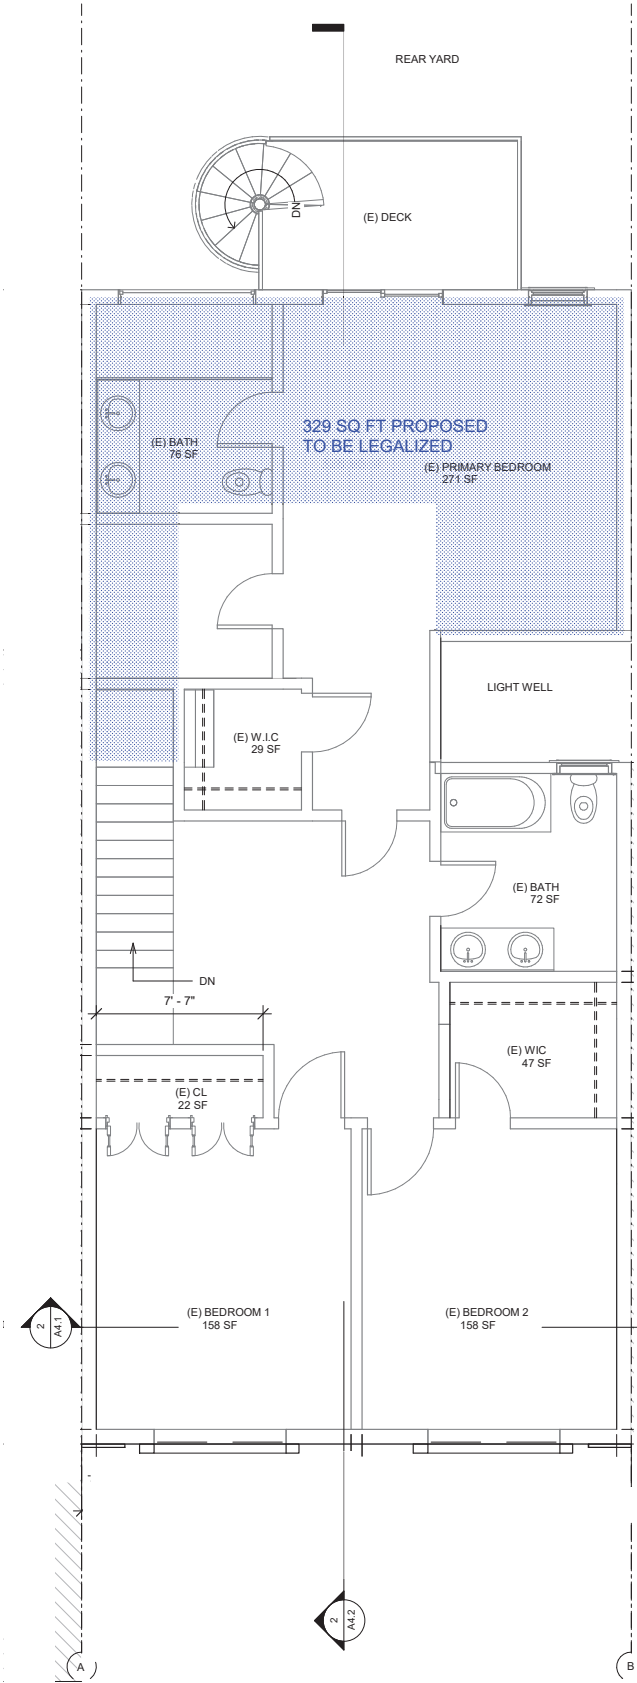 REAR YARD
DN
(E) DECK
329 SQ FT PROPOSED
TO BE LEGALIZED
(E) BATH
76 SF
(E) PRIMARY BEDROOM
271 SF
LIGHT WELL
(E) W.I.C
29 SF
(E) BATH
72 SF
DN
7' - 7"
(E) WIC
47 SF
(E) CL
22 SF
(E) BEDROOM 1
158 SF
(E) BEDROOM 2
158 SF
2
A4.1
-
2
A4.2
A
B